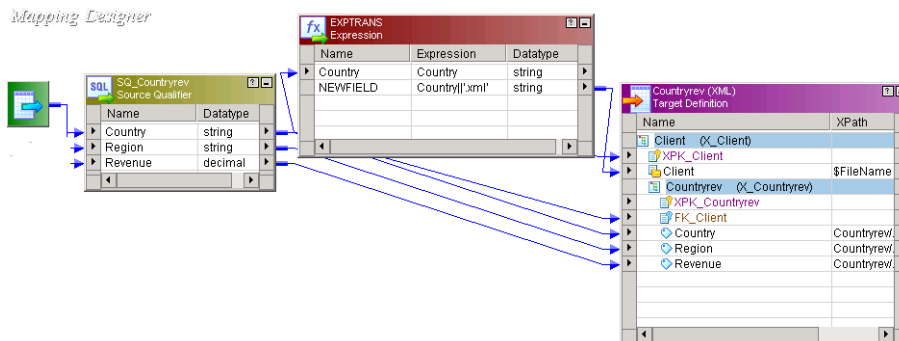 Mapping Designer
EXPTRANS
Expression
Name Expression Datatype
Country Country string
NEWFIELD Country||'.xml' string
SQL SQ_Countryrev
Source Qualifier
Name Datatype
Country string
Region string
Revenue decimal
Countryrev (XML)
Target Definition
Name XPath
Client (X_Client)
XPK_Client
Client $FileName
Countryrev (X_Countryrev)
XPK_Countryrev
FK_Client
Country Countryrev/.
Region Countryrev/.
Revenue Countryrev/.